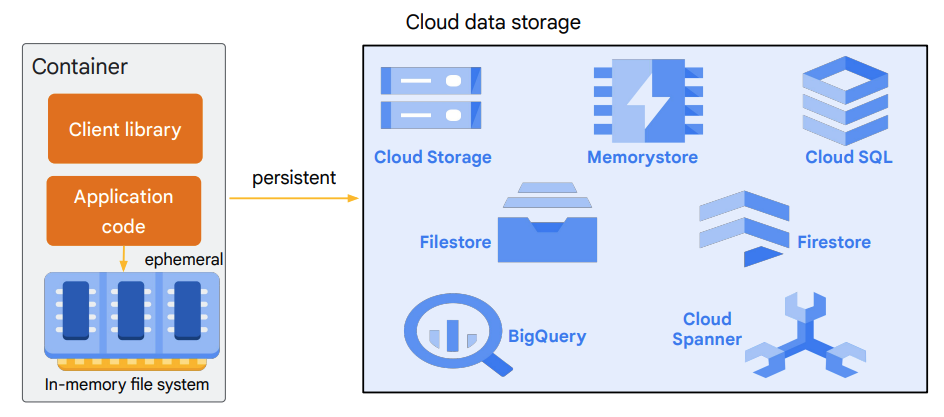 Cloud data storage
Container
Client library
Application
code
ephemeral
In-memory file system
persistent
Cloud Storage
Memorystore
Cloud SQL
Filestore
Firestore
BigQuery
Cloud
Spanner